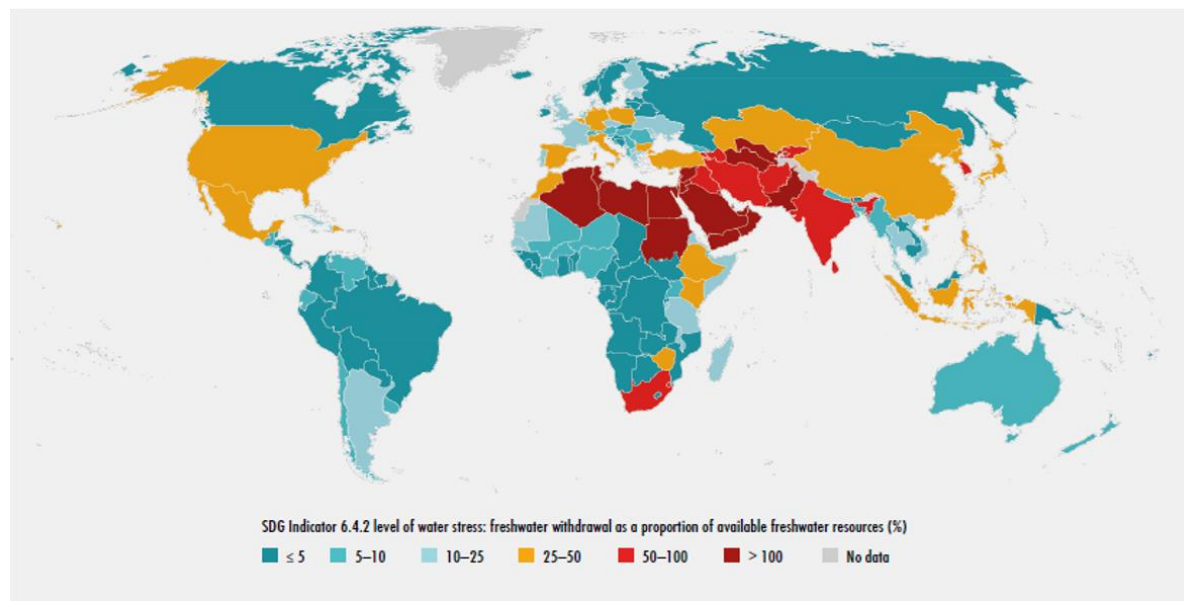 SDG Indicator 6.4.2 level of water stress: freshwater withdrawal as a proportion of available freshwater resources (%)
≤ 5 5–10 10–25 25–50 50–100 > 100 No data